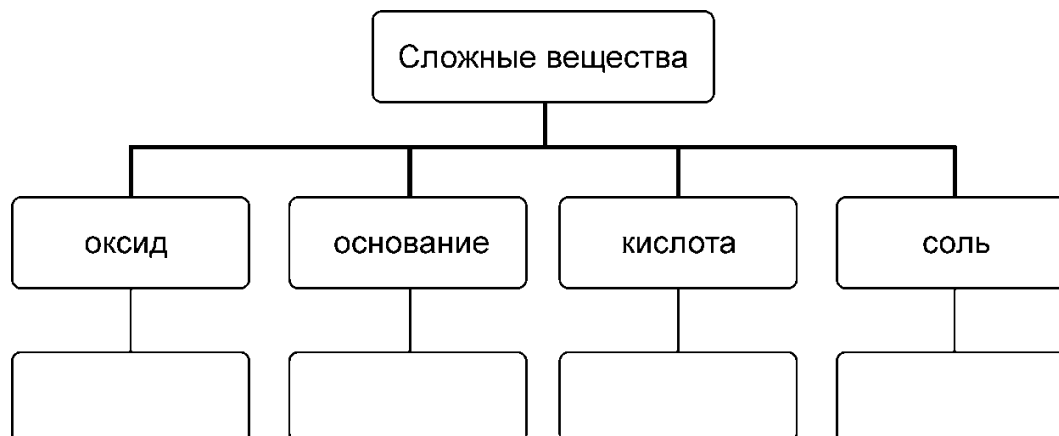 Сложные вещества
оксид
основание
кислота
соль